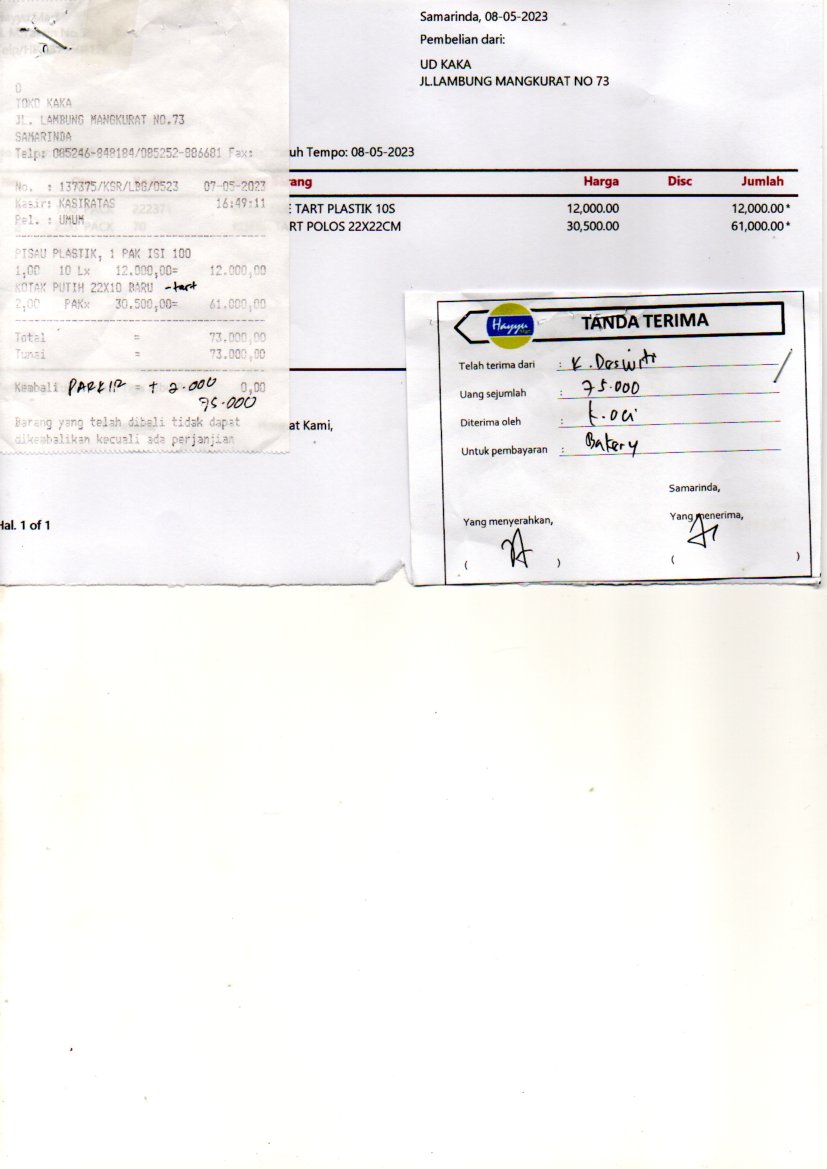 O
TOKO KAKA
JL. LAMBUNG MANGKURAT NO.73
SAMARINDA
Telp: 085246-848184/085252-886681 Fax:
No. : 137375/KSR/LBG/0523 07-05-2023
Kasir: KASIRATAS 16:49:11
Pel. : UMUM
PISAU PLASTIK, 1 PAK ISI 100
1,00 10 Lx 12.000,00= 12.000,00
KOTAK PUTIH 22X10 BARU -tart
2,00 PAKx 30.500,00= 61.000,00
Total = 73.000,00
Tunai = 73.000,00
Kembali PARKIR = + 2.000 0,00
75.000
Barang yang telah dibeli tidak dapat
dikembalikan kecuali ada perjanjian
Samarinda, 08-05-2023
Pembelian dari:
UD KAKA
JL.LAMBUNG MANGKURAT NO 73
uh Tempo: 08-05-2023
rang Harga Disc Jumlah
E TART PLASTIK 10S 12,000.00 12,000.00*
RT POLOS 22X22CM 30,500.00 61,000.00*
at Kami,
Hal. 1 of 1
Hayyu
TANDA TERIMA
Telah terima dari : K. Deswita
Uang sejumlah : 75.000
Diterima oleh : K. oci
Untuk pembayaran : Bakery
Samarinda,
Yang menyerahkan, Yang menerima,
( ) ( )